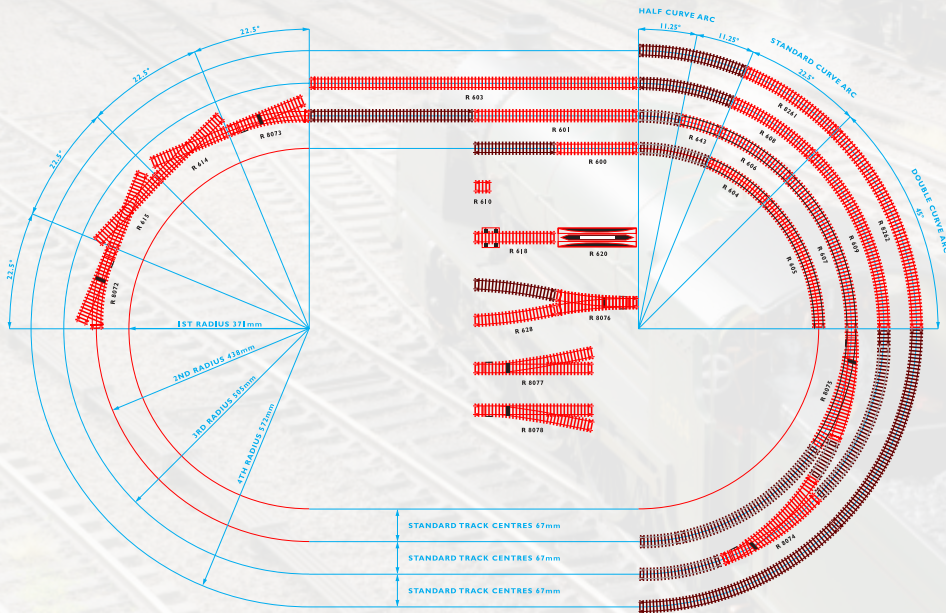 HALF CURVE ARC
22.5°
11.25°
11.25°
STANDARD CURVE ARC
22.5°
22.5°
R 603
R 8261
R 8073
R 601
R 643
R 608
R 614
R 600
R 606
22.5°
R 604
DOUBLE CURVE ARC
45°
R 610
R 615
R 8262
R 618
R 620
R 607
R 609
R 605
22.5°
R 8072
R 628
R 8076
1ST RADIUS 371mm
2ND RADIUS 438mm
R 8077
R 8075
3RD RADIUS 505mm
R 8078
4TH RADIUS 572mm
STANDARD TRACK CENTRES 67mm
R 8074
STANDARD TRACK CENTRES 67mm
STANDARD TRACK CENTRES 67mm